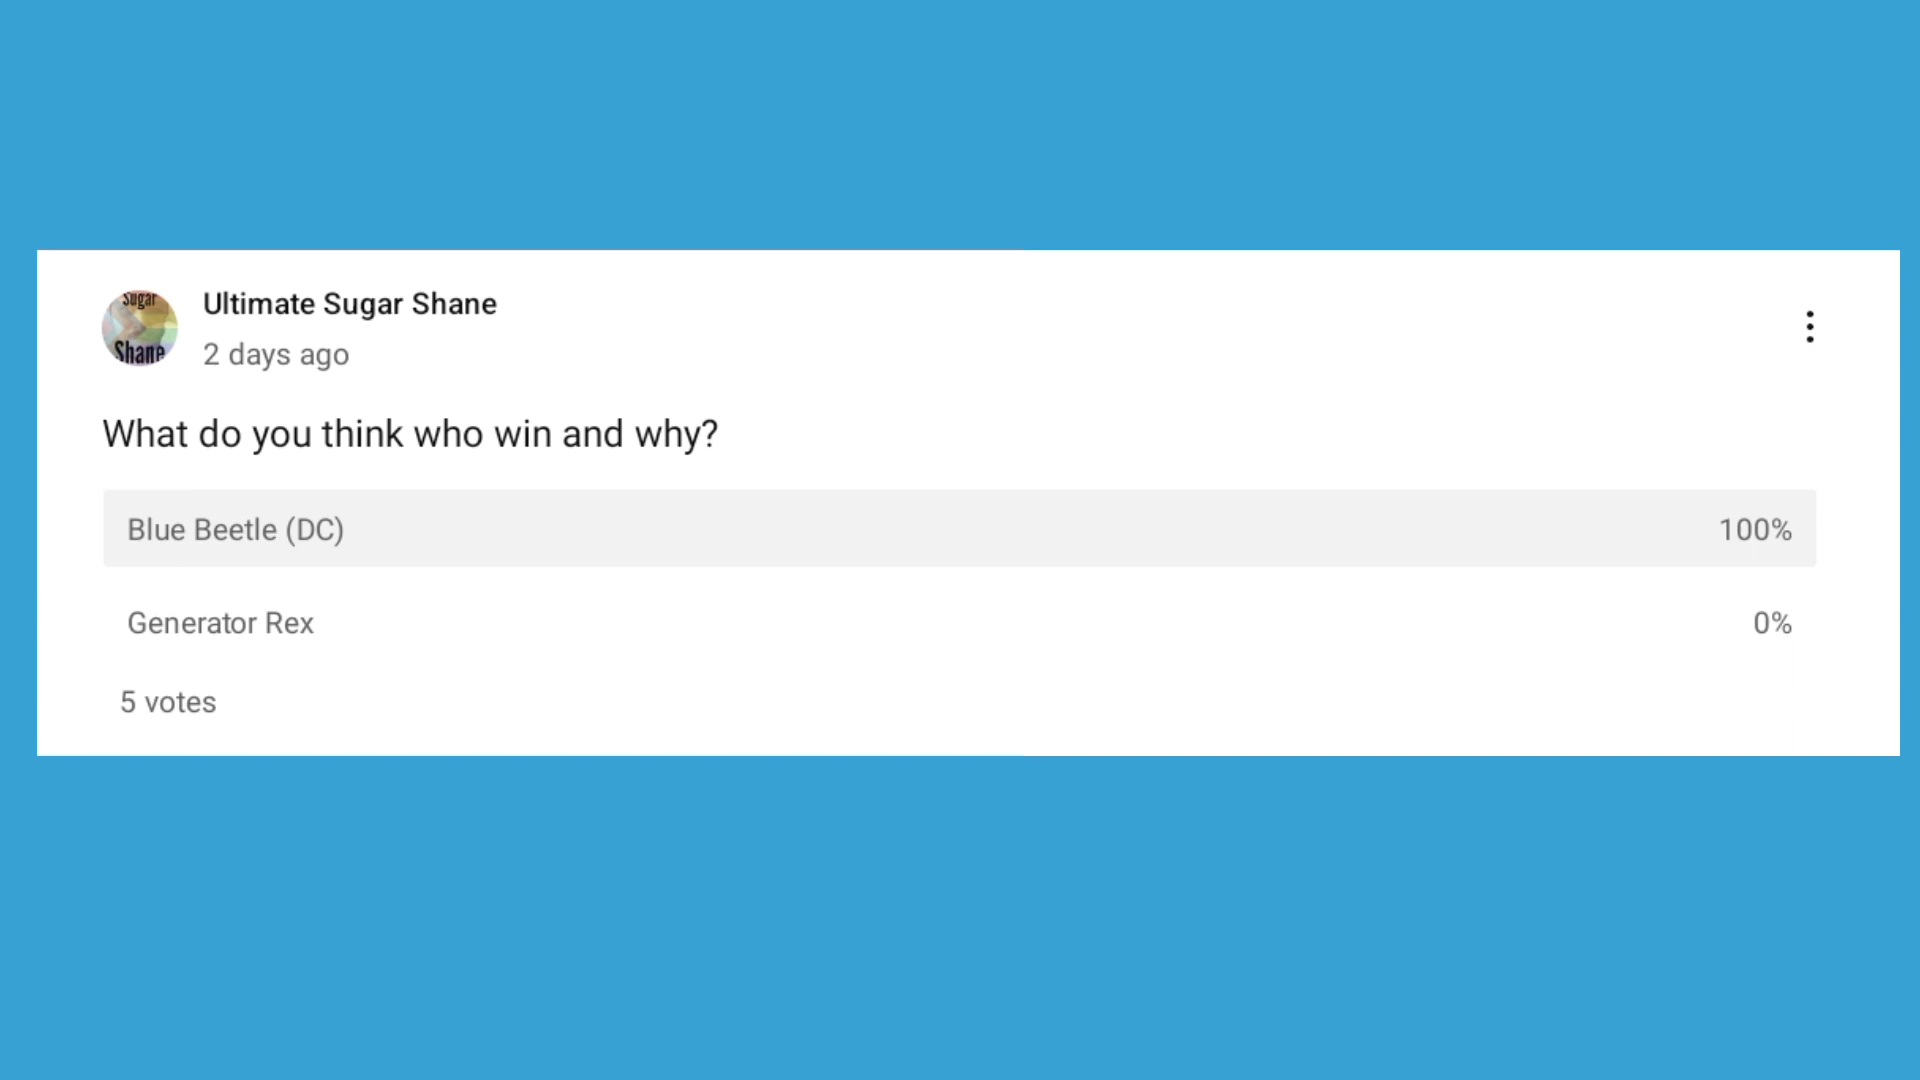 Sugar
Shane
Ultimate Sugar Shane
2 days ago
What do you think who win and why?
Blue Beetle (DC) 100%
Generator Rex 0%
5 votes